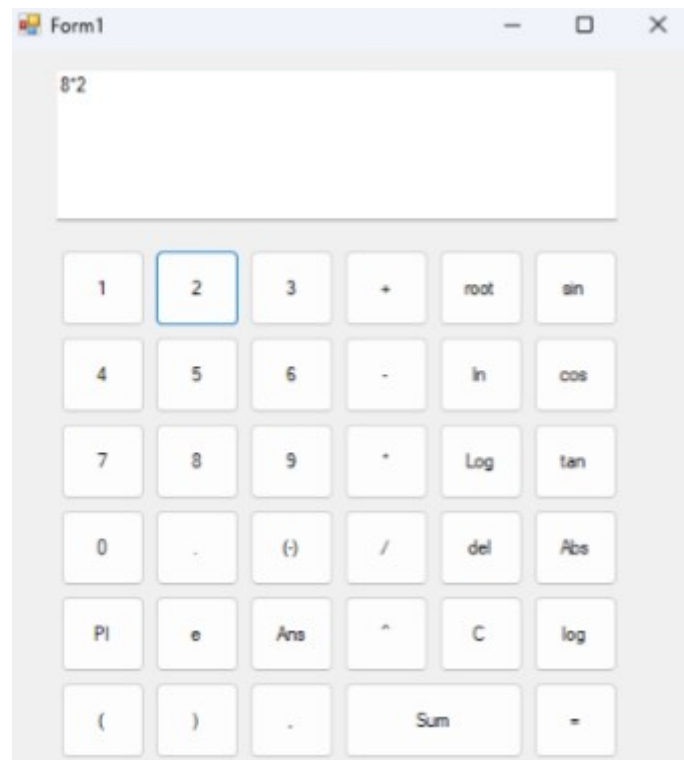 Form1
8*2
1 2 3 + root sin
4 5 6 - ln cos
7 8 9 * Log tan
0 . (-) / del Abs
PI e Ans ^ C log
( ) Sum =